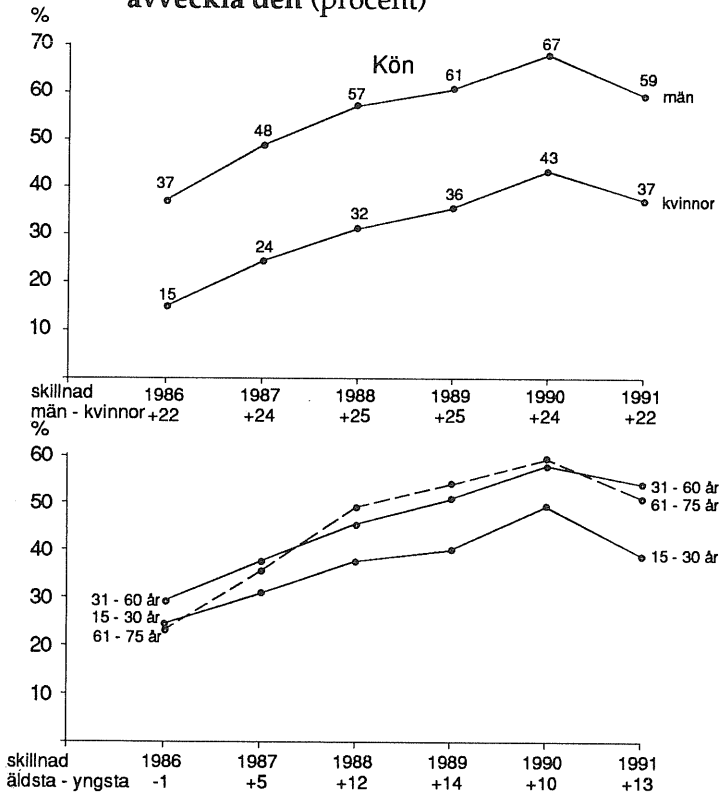 avveckla den (procent)
%
70
60
50
40
30
20
10
Kön
37 48 57 61 67 59
män
15 24 32 36 43 37
kvinnor
skillnad 1986 1987 1988 1989 1990 1991
män - kvinnor +22 +24 +25 +25 +24 +22
%
60
50
40
30
20
10
31 - 60 år
15 - 30 år
61 - 75 år
31 - 60 år
61 - 75 år
15 - 30 år
skillnad 1986 1987 1988 1989 1990 1991
äldsta - yngsta -1 +5 +12 +14 +10 +13